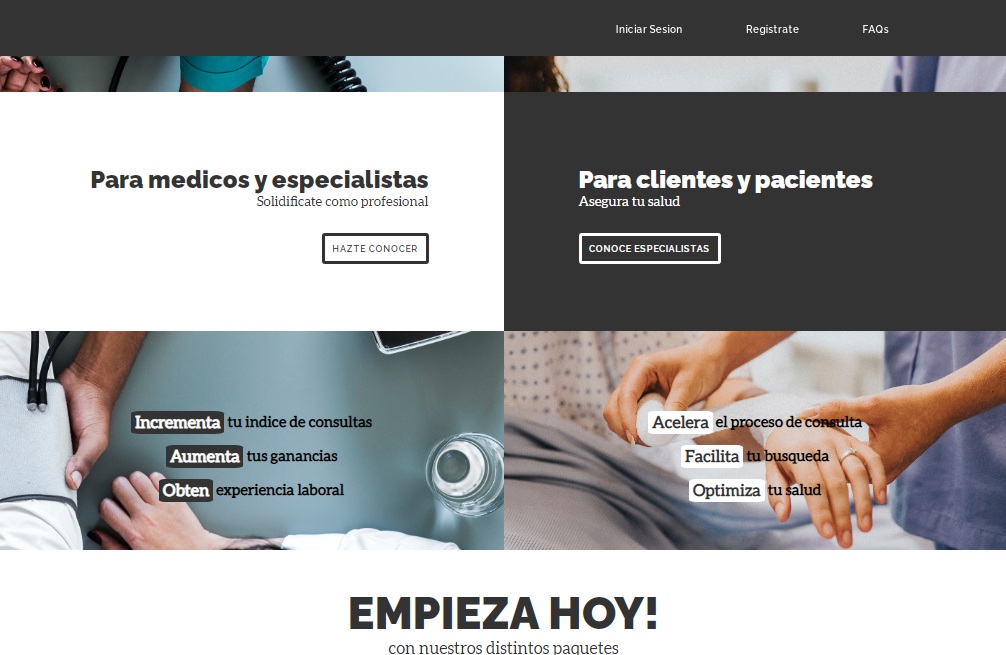 Iniciar Sesion Registrate FAQs
Para medicos y especialistas
Solidificate como profesional
HAZTE CONOCER
Para clientes y pacientes
Asegura tu salud
CONOCE ESPECIALISTAS
Incrementa tu indice de consultas
Aumenta tus ganancias
Obten experiencia laboral
Acelera el proceso de consulta
Facilita tu busqueda
Optimiza tu salud
EMPIEZA HOY!
con nuestros distintos paquetes